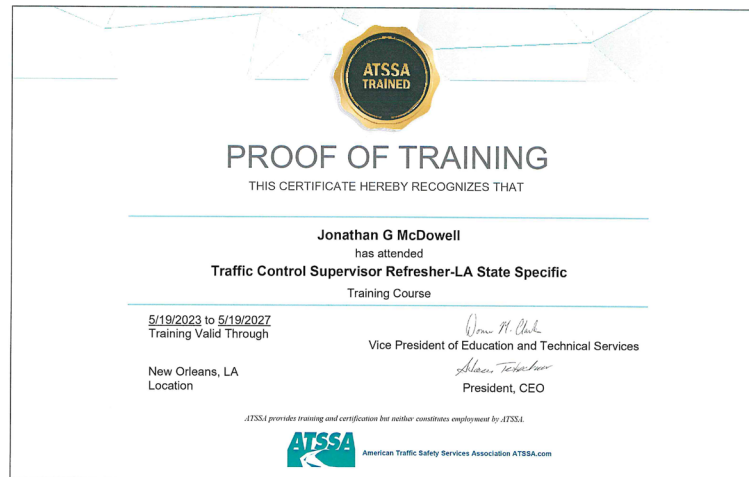 ATSSA
TRAINED
PROOF OF TRAINING
THIS CERTIFICATE HEREBY RECOGNIZES THAT
Jonathan G McDowell
has attended
Traffic Control Supervisor Refresher-LA State Specific
Training Course
5/19/2023 to 5/19/2027
Training Valid Through
Vice President of Education and Technical Services
New Orleans, LA
Location
President, CEO
ATSSA provides training and certification but neither constitutes employment by ATSSA.
ATSSA
American Traffic Safety Services Association ATSSA.com